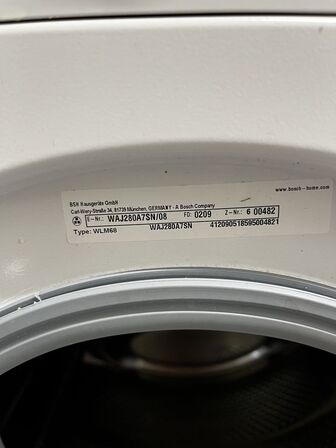 BSH Hausgeräte GmbH
Carl-Wery-Straße 34, 81739 München, GERMANY - A Bosch Company
www.bosch-home.com
E-Nr.: WAJ280A7SN/08 FD: 0209 Z-Nr.: 6 00482
Type: WLM68 WAJ280A7SN 412090518595004821